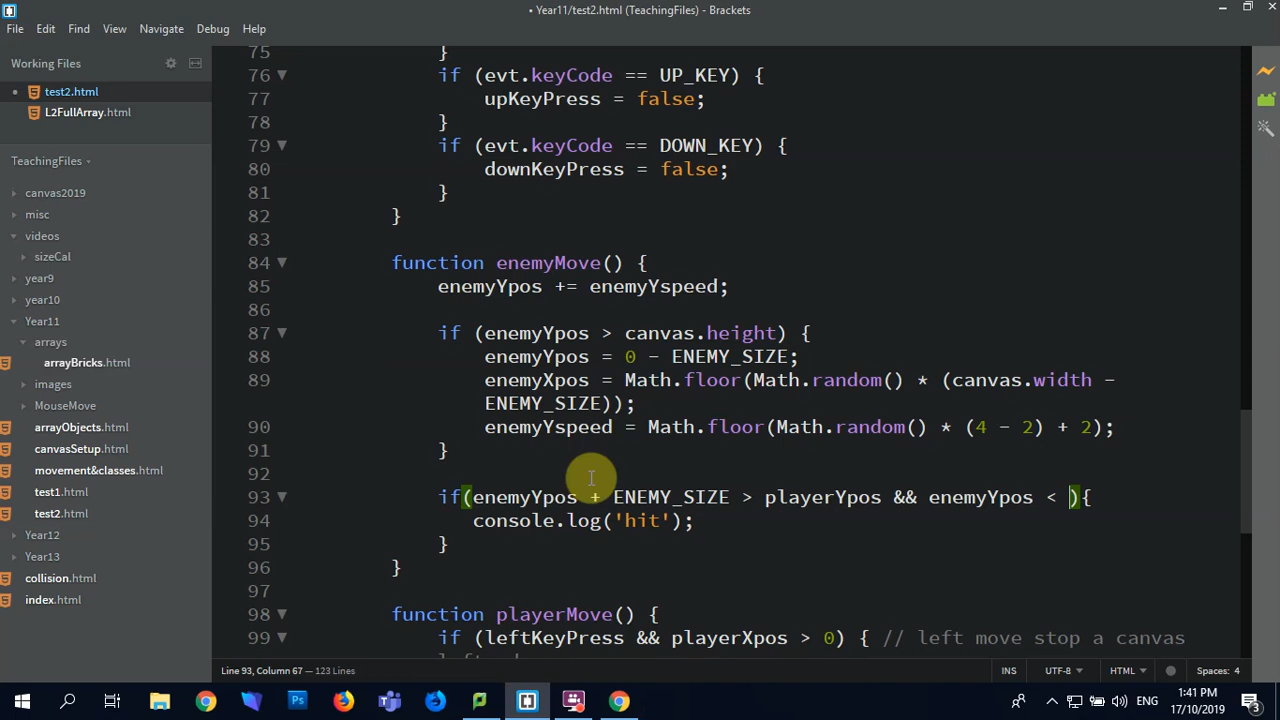 • Year11/test2.html (TeachingFiles) - Brackets
File Edit Find View Navigate Debug Help
Working Files
• test2.html
L2FullArray.html
TeachingFiles
canvas2019
misc
videos
sizeCal
year9
year10
Year11
arrays
arrayBricks.html
images
MouseMove
arrayObjects.html
canvasSetup.html
movement&classes.html
test1.html
test2.html
Year12
Year13
collision.html
index.html
75 }
76 if (evt.keyCode == UP_KEY) {
77 upKeyPress = false;
78 }
79 if (evt.keyCode == DOWN_KEY) {
80 downKeyPress = false;
81 }
82 }
83
84 function enemyMove() {
85 enemyYpos += enemyYspeed;
86
87 if (enemyYpos > canvas.height) {
88 enemyYpos = 0 - ENEMY_SIZE;
89 enemyXpos = Math.floor(Math.random() * (canvas.width -
ENEMY_SIZE));
90 enemyYspeed = Math.floor(Math.random() * (4 - 2) + 2);
91 }
92
93 if(enemyYpos + ENEMY_SIZE > playerYpos && enemyYpos < ){
94 console.log('hit');
95 }
96 }
97
98 function playerMove() {
99 if (leftKeyPress && playerXpos > 0) { // left move stop a canvas
Line 93, Column 67 — 123 Lines
INS UTF-8 HTML Spaces: 4
ENG
1:41 PM
17/10/2019
3